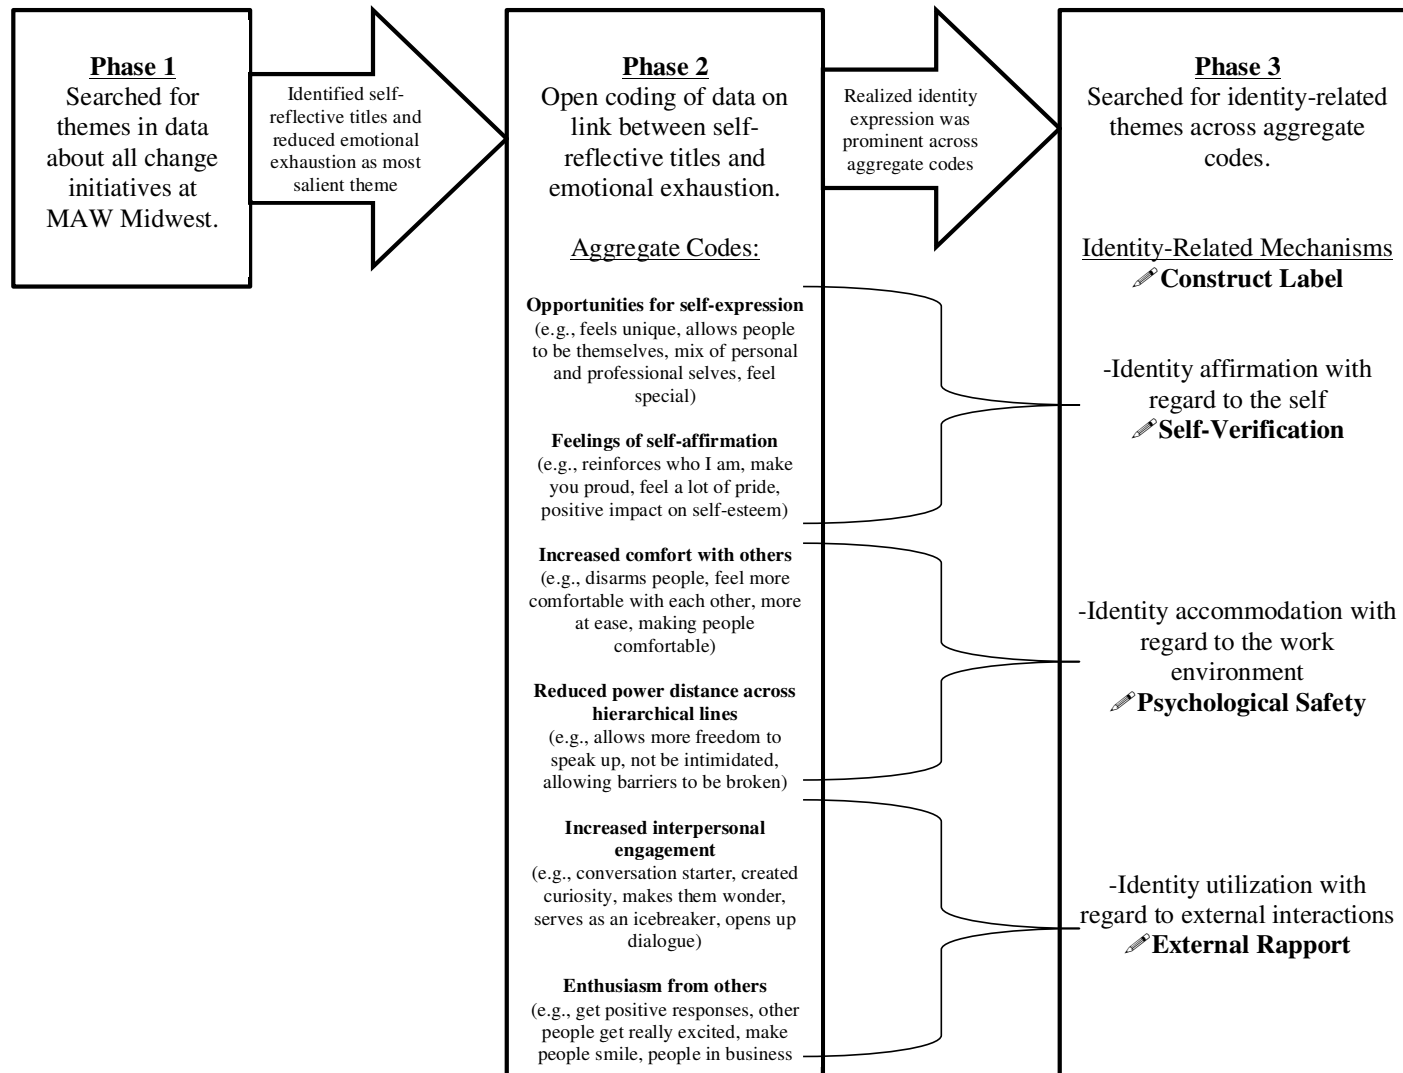 Phase 1
Searched for
themes in data
about all change
initiatives at
MAW Midwest.
Identified self-
reflective titles and
reduced emotional
exhaustion as most
salient theme
Phase 2
Open coding of data on
link between self-
reflective titles and
emotional exhaustion.
Aggregate Codes:
Opportunities for self-expression
(e.g., feels unique, allows people
to be themselves, mix of personal
and professional selves, feel
special)
Feelings of self-affirmation
(e.g., reinforces who I am, make
you proud, feel a lot of pride,
positive impact on self-esteem)
Increased comfort with others
(e.g., disarms people, feel more
comfortable with each other, more
at ease, making people
comfortable)
Reduced power distance across
hierarchical lines
(e.g., allows more freedom to
speak up, not be intimidated,
allowing barriers to be broken)
Increased interpersonal
engagement
(e.g., conversation starter, created
curiosity, makes them wonder,
serves as an icebreaker, opens up
dialogue)
Enthusiasm from others
(e.g., get positive responses, other
people get really excited, make
people smile, people in business
Realized identity
expression was
prominent across
aggregate codes
Phase 3
Searched for identity-related
themes across aggregate
codes.
Identity-Related Mechanisms
Construct Label
-Identity affirmation with
regard to the self
Self-Verification
-Identity accommodation with
regard to the work
environment
Psychological Safety
-Identity utilization with
regard to external interactions
External Rapport